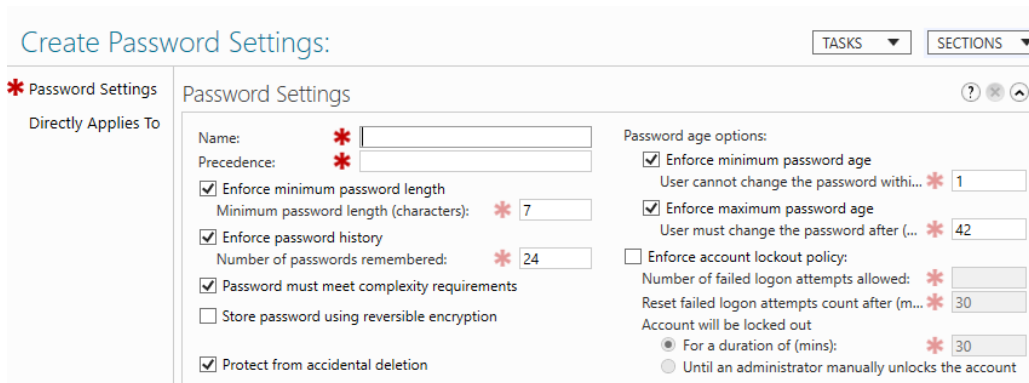 Create Password Settings:
TASKS
SECTIONS
Password Settings
Directly Applies To
Password Settings
Name:
Precedence:
Enforce minimum password length
Minimum password length (characters): 7
Enforce password history
Number of passwords remembered: 24
Password must meet complexity requirements
Store password using reversible encryption
Protect from accidental deletion
Password age options:
Enforce minimum password age
User cannot change the password withi... 1
Enforce maximum password age
User must change the password after (... 42
Enforce account lockout policy:
Number of failed logon attempts allowed:
Reset failed logon attempts count after (m... 30
Account will be locked out
For a duration of (mins): 30
Until an administrator manually unlocks the account